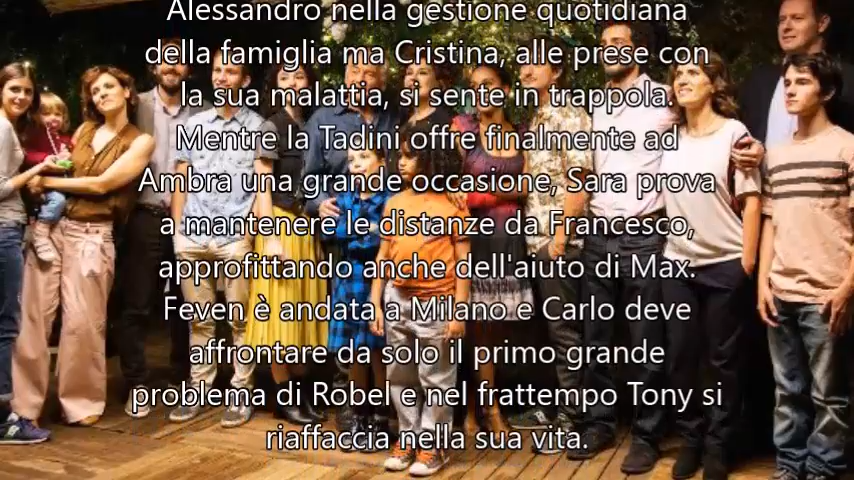 Alessandro nella gestione quotidiana
della famiglia ma Cristina, alle prese con
la sua malattia, si sente in trappola.
Mentre la Tadini offre finalmente ad
Ambra una grande occasione, Sara prova
a mantenere le distanze da Francesco,
approfittando anche dell'aiuto di Max.
Feven è andata a Milano e Carlo deve
affrontare da solo il primo grande
problema di Robel e nel frattempo Tony si
riaffaccia nella sua vita.